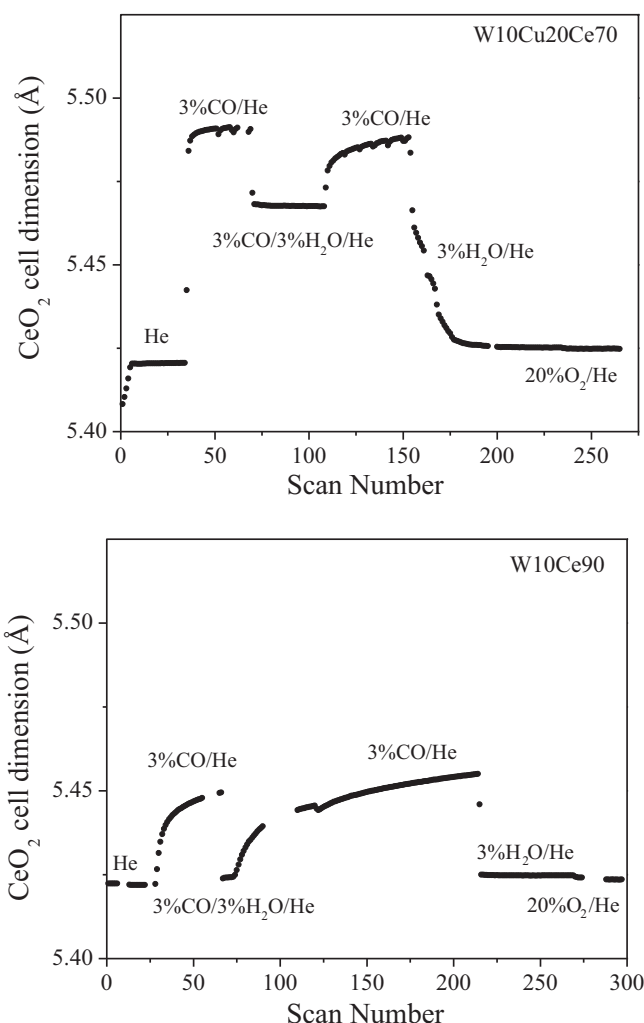 W10Cu20Ce70
5.50
3%CO/He
3%CO/He
5.45
3%CO/3%H₂O/He
3%H₂O/He
He
20%O₂/He
5.40
0 50 100 150 200 250
CeO₂ cell dimension (Å)
Scan Number
W10Ce90
5.50
3%CO/He
3%CO/He
5.45
He
3%H₂O/He
3%CO/3%H₂O/He
20%O₂/He
5.40
0 50 100 150 200 250 300
CeO₂ cell dimension (Å)
Scan Number